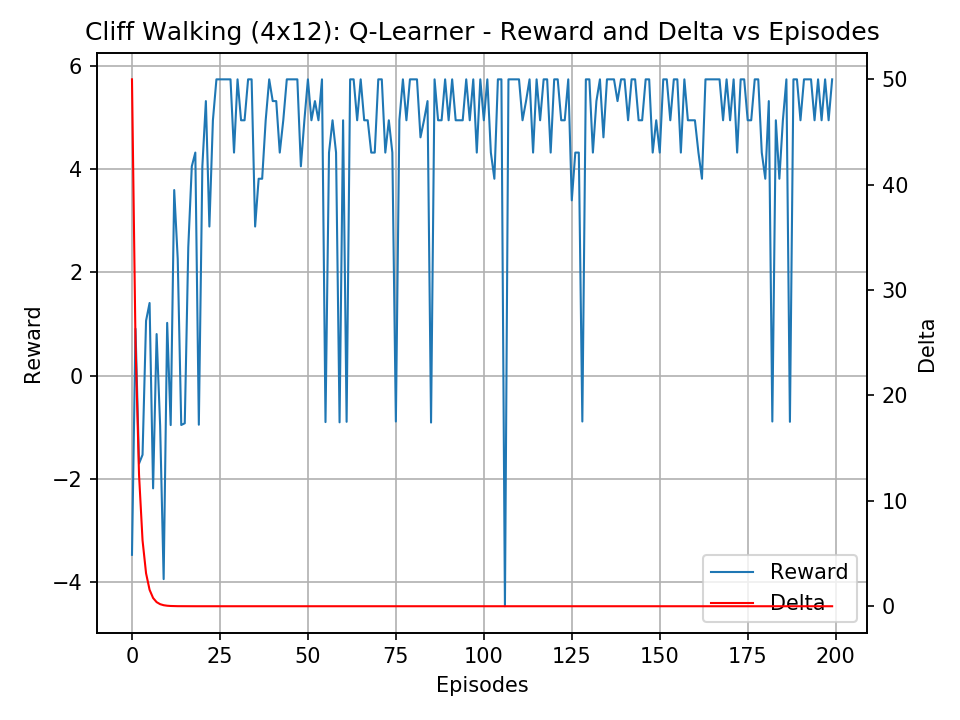 Cliff Walking (4x12): Q-Learner - Reward and Delta vs Episodes
6
4
2
0
−2
−4
Reward
50
40
30
20
10
0
Delta
Reward
Delta
0 25 50 75 100 125 150 175 200
Episodes